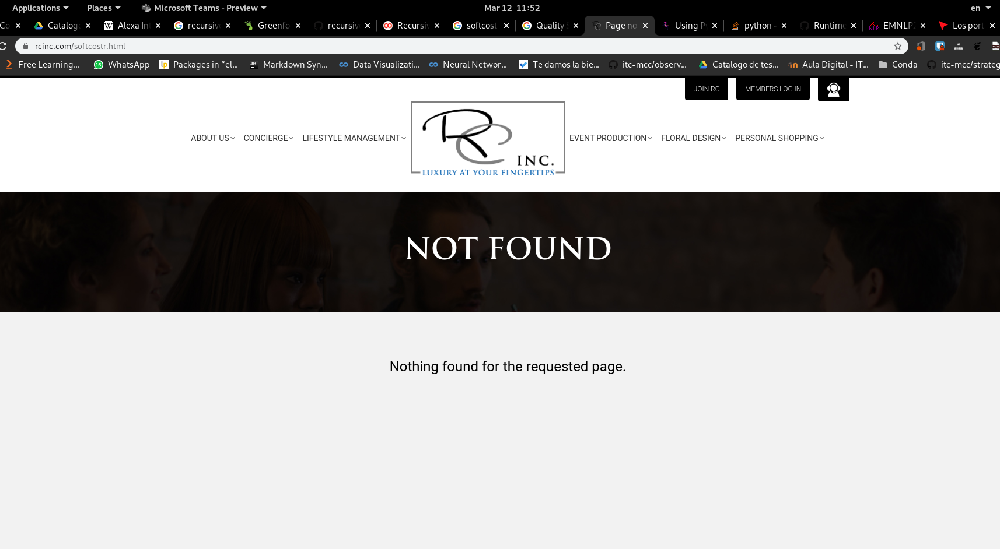 Applications Places Microsoft Teams - Preview Mar 12 11:52 en
Co Catalog Alexa In recursiv Greenfo recursiv Recursiv softcost Quality Page no Using P python - Runtime EMNLP Los port
rcinc.com/softcostr.html
Free Learning... WhatsApp Packages in “el... Markdown Syn... Data Visualizati... Neural Networ... Te damos la bie... itc-mcc/observ... Catalogo de tes... Aula Digital - IT... Conda itc-mcc/strateg
JOIN RC MEMBERS LOG IN
ABOUT US CONCIERGE LIFESTYLE MANAGEMENT RC INC. EVENT PRODUCTION FLORAL DESIGN PERSONAL SHOPPING
LUXURY AT YOUR FINGERTIPS
NOT FOUND
Nothing found for the requested page.